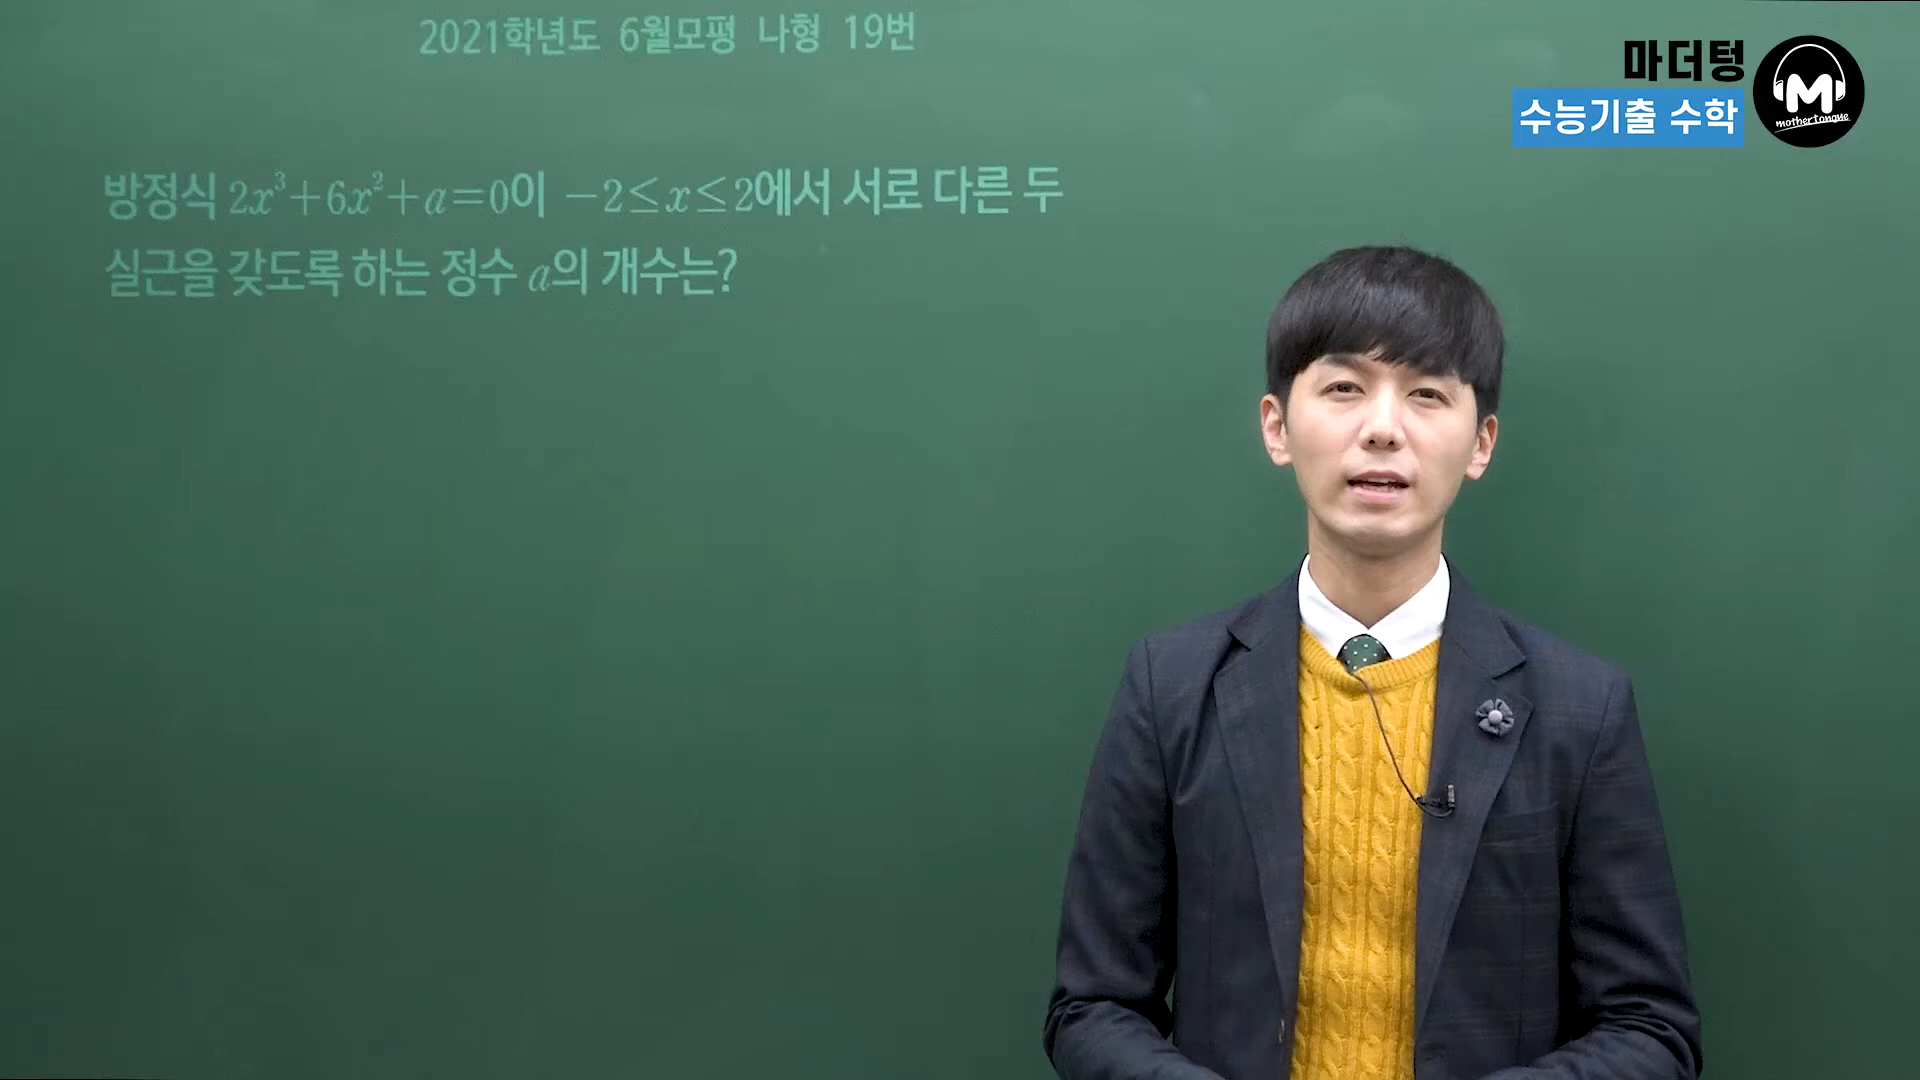 2021학년도 6월모평 나형 19번
마더텅
수능기출 수학
M
mothertongue
방정식 2x³+6x²+a=0이 −2≤x≤2에서 서로 다른 두
실근을 갖도록 하는 정수 a의 개수는?